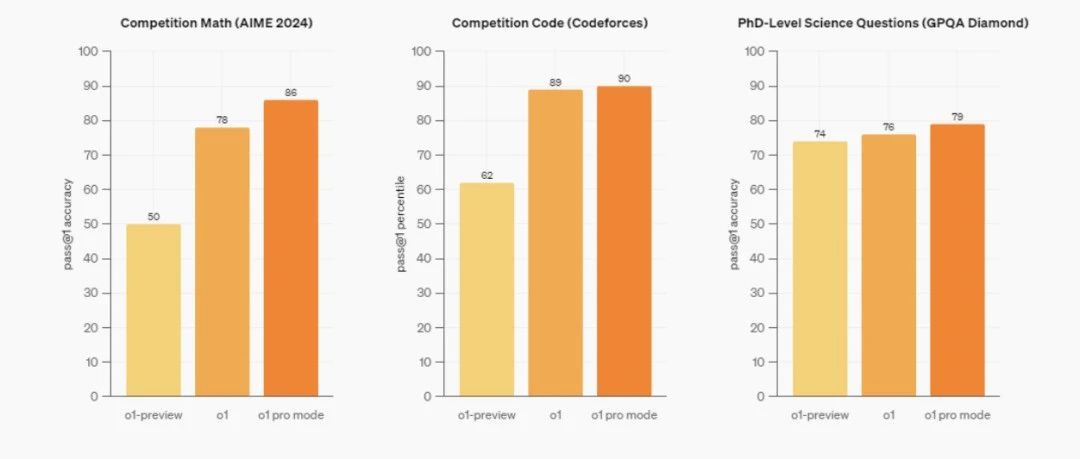 Competition Math (AIME 2024)
pass@1 accuracy
100
90
80
70
60
50
40
30
20
10
0
50
78
86
o1-preview
o1
o1 pro mode
Competition Code (Codeforces)
pass@1 percentile
100
90
80
70
60
50
40
30
20
10
0
62
89
90
o1-preview
o1
o1 pro mode
PhD-Level Science Questions (GPQA Diamond)
pass@1 accuracy
100
90
80
70
60
50
40
30
20
10
0
74
76
79
o1-preview
o1
o1 pro mode